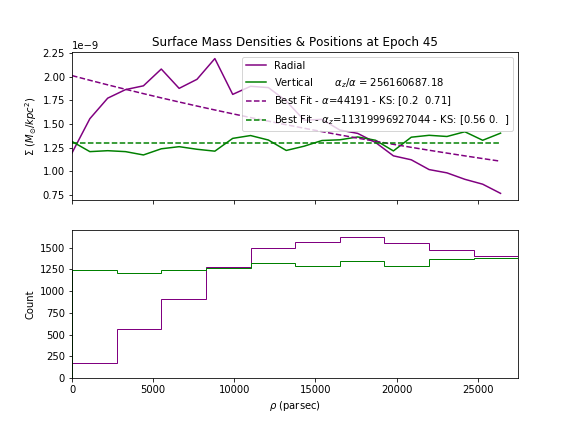 Surface Mass Densities & Positions at Epoch 45
1e−9
2.25
2.00
1.75
1.50
1.25
1.00
0.75
Σ (M⊙/kpc²)
Radial
Vertical α_z/α = 256160687.18
Best Fit - α=44191 - KS: [0.2 0.71]
Best Fit - α_z=11319996927044 - KS: [0.56 0. ]
1500
1250
1000
750
500
250
0
Count
0 5000 10000 15000 20000 25000
ρ (parsec)